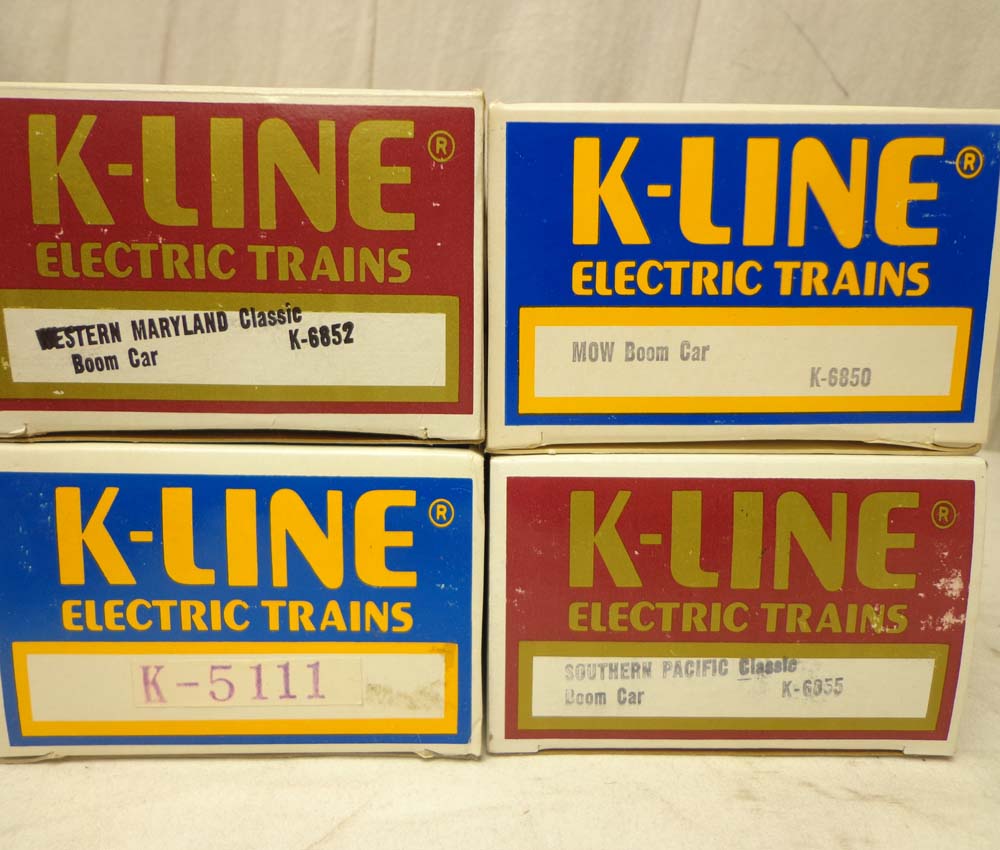 K-LINE®
ELECTRIC TRAINS
WESTERN MARYLAND Classic
Boom Car K-6852
K-LINE®
ELECTRIC TRAINS
MOW Boom Car
K-6850
K-LINE®
ELECTRIC TRAINS
K-5111
K-LINE®
ELECTRIC TRAINS
SOUTHERN PACIFIC Classic
Boom Car K-6855